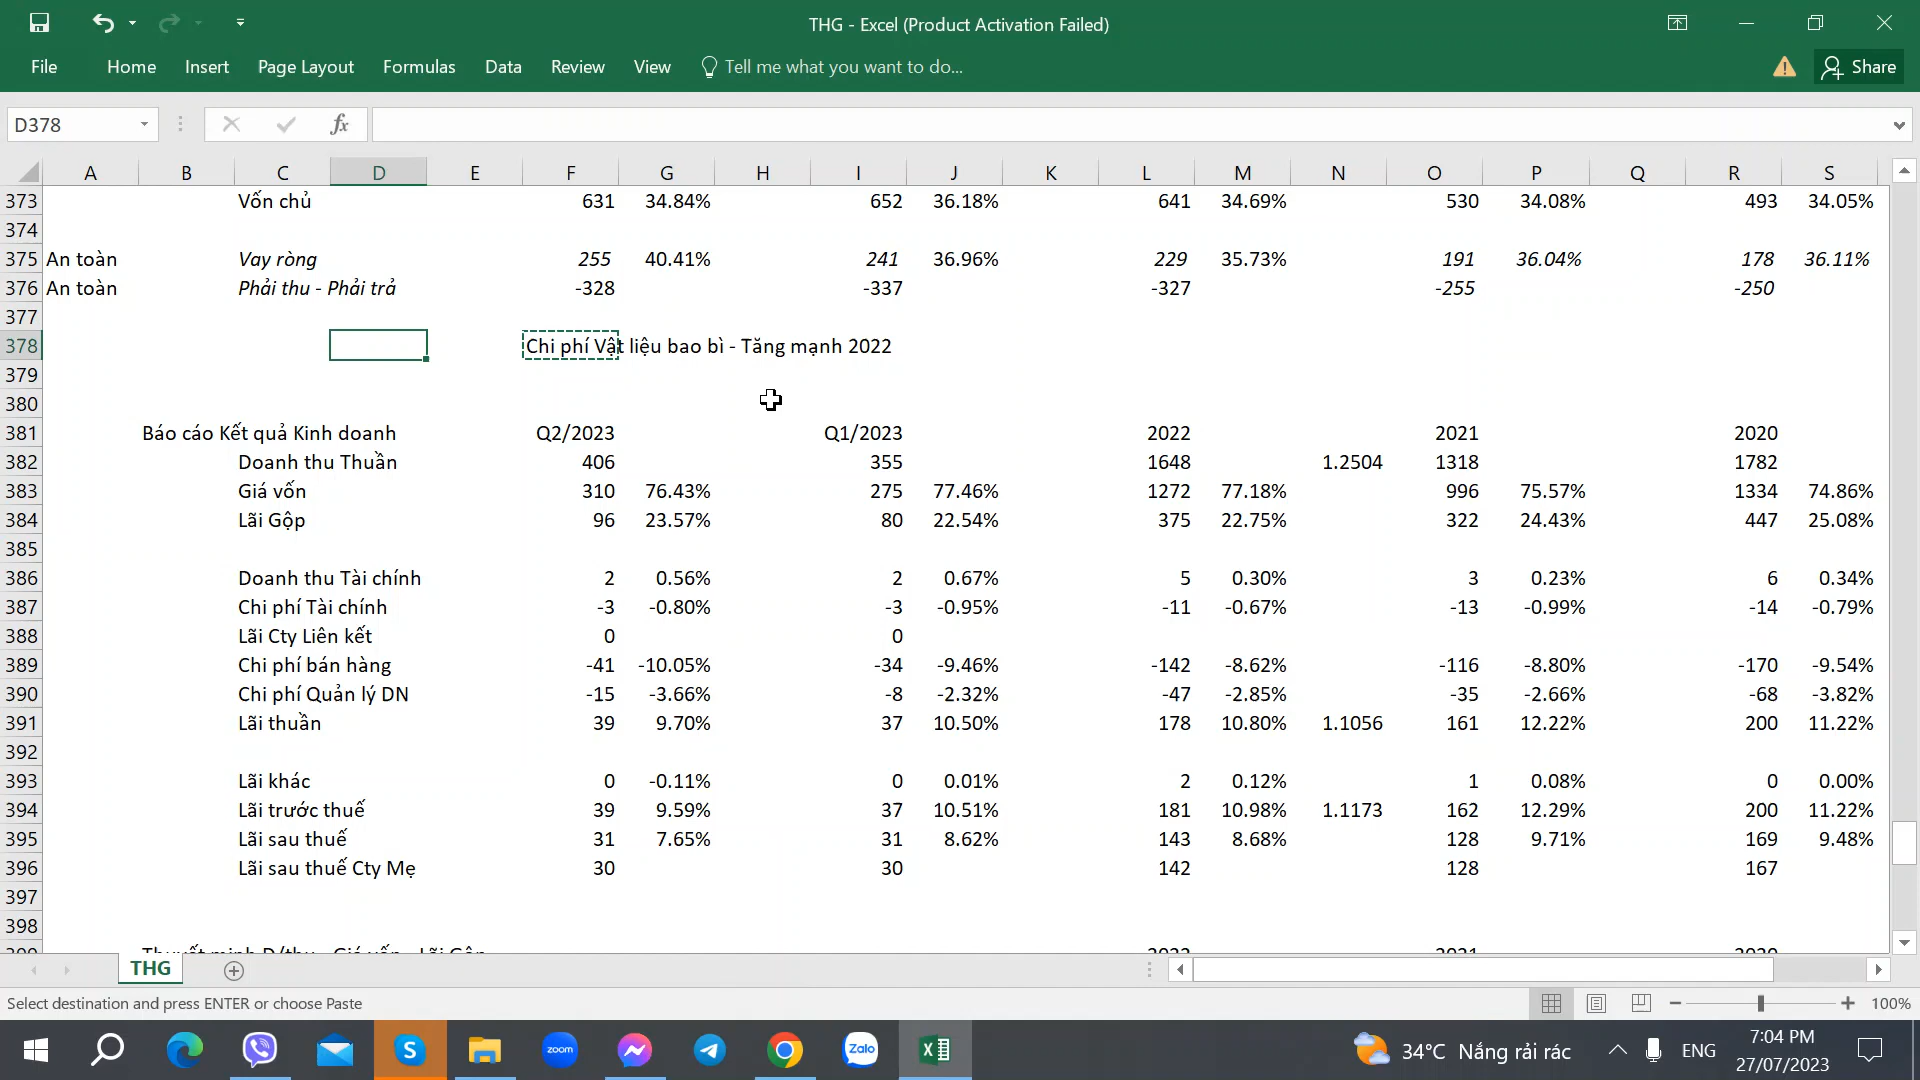 THG - Excel (Product Activation Failed)
File Home Insert Page Layout Formulas Data Review View Tell me what you want to do... Share
D378 fx
A B C D E F G H I J K L M N O P Q R S
373 Vốn chủ 631 34.84% 652 36.18% 641 34.69% 530 34.08% 493 34.05%
374
375 An toàn Vay ròng 255 40.41% 241 36.96% 229 35.73% 191 36.04% 178 36.11%
376 An toàn Phải thu - Phải trả -328 -337 -327 -255 -250
377
378 Chi phí Vật liệu bao bì - Tăng mạnh 2022
379
380
381 Báo cáo Kết quả Kinh doanh Q2/2023 Q1/2023 2022 2021 2020
382 Doanh thu Thuần 406 355 1648 1.2504 1318 1782
383 Giá vốn 310 76.43% 275 77.46% 1272 77.18% 996 75.57% 1334 74.86%
384 Lãi Gộp 96 23.57% 80 22.54% 375 22.75% 322 24.43% 447 25.08%
385
386 Doanh thu Tài chính 2 0.56% 2 0.67% 5 0.30% 3 0.23% 6 0.34%
387 Chi phí Tài chính -3 -0.80% -3 -0.95% -11 -0.67% -13 -0.99% -14 -0.79%
388 Lãi Cty Liên kết 0 0
389 Chi phí bán hàng -41 -10.05% -34 -9.46% -142 -8.62% -116 -8.80% -170 -9.54%
390 Chi phí Quản lý DN -15 -3.66% -8 -2.32% -47 -2.85% -35 -2.66% -68 -3.82%
391 Lãi thuần 39 9.70% 37 10.50% 178 10.80% 1.1056 161 12.22% 200 11.22%
392
393 Lãi khác 0 -0.11% 0 0.01% 2 0.12% 1 0.08% 0 0.00%
394 Lãi trước thuế 39 9.59% 37 10.51% 181 10.98% 1.1173 162 12.29% 200 11.22%
395 Lãi sau thuế 31 7.65% 31 8.62% 143 8.68% 128 9.71% 169 9.48%
396 Lãi sau thuế Cty Mẹ 30 30 142 128 167
397
398
399 Thuyết minh D/thu - Giá vốn - Lãi Gộp 2022 2021 2020
THG
Select destination and press ENTER or choose Paste 100%
S zoom Zalo 34°C Nắng rải rác ENG 7:04 PM
27/07/2023